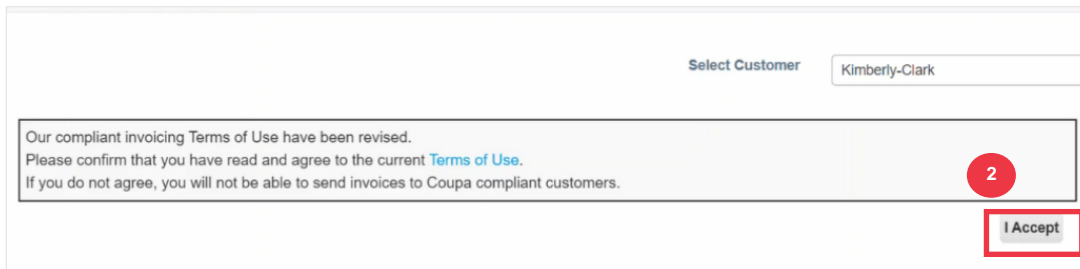 Select Customer Kimberly-Clark
Our compliant invoicing Terms of Use have been revised.
Please confirm that you have read and agree to the current Terms of Use.
If you do not agree, you will not be able to send invoices to Coupa compliant customers.
2
I Accept